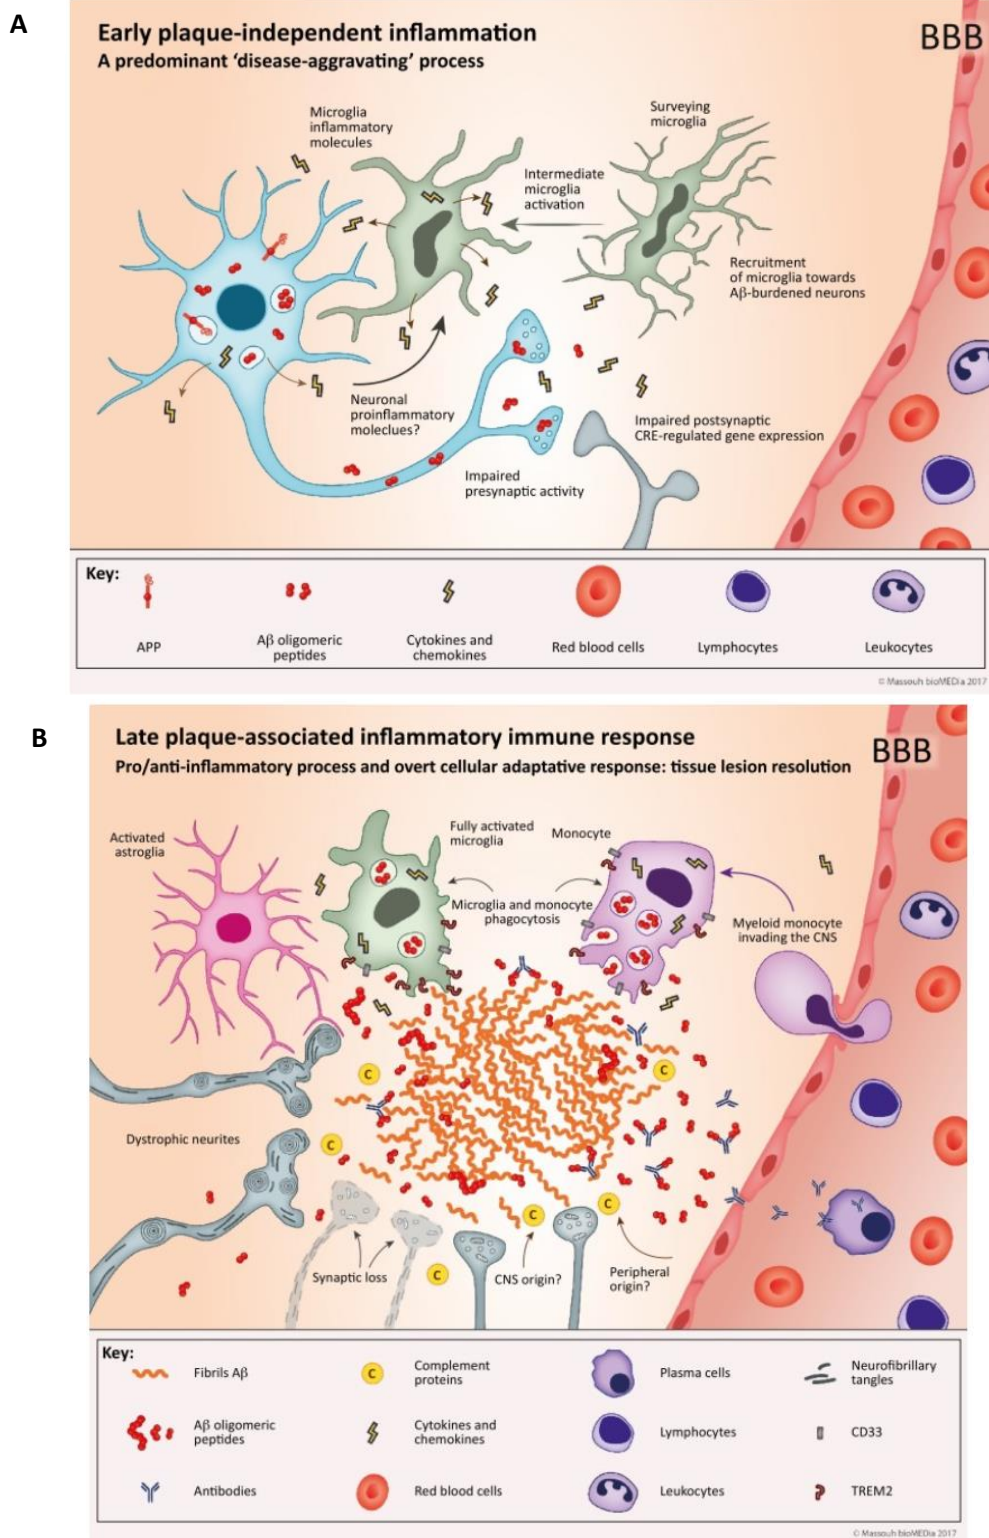 A
Early plaque-independent inflammation
A predominant ‘disease-aggravating’ process
BBB
Microglia
inflammatory
molecules
Surveying
microglia
Intermediate
microglia
activation
Recruitment
of microglia towards
Aβ-burdened neurons
Neuronal
proinflammatory
moleclues?
Impaired postsynaptic
CRE-regulated gene expression
Impaired
presynaptic activity
Key:
APP
Aβ oligomeric
peptides
Cytokines and
chemokines
Red blood cells
Lymphocytes
Leukocytes
© Massouh bioMEDia 2017
B
Late plaque-associated inflammatory immune response
Pro/anti-inflammatory process and overt cellular adaptative response: tissue lesion resolution
BBB
Activated
astroglia
Fully activated
microglia
Monocyte
Microglia and monocyte
phagocytosis
Myeloid monocyte
invading the CNS
C
C
Dystrophic neurites
C
C
C
C
Synaptic loss
CNS origin?
Peripheral
origin?
Key:
Fibrils Aβ
C
Complement
proteins
Plasma cells
Neurofibrillary
tangles
Aβ oligomeric
peptides
Cytokines and
chemokines
Lymphocytes
CD33
Antibodies
Red blood cells
Leukocytes
TREM2
© Massouh bioMEDia 2017